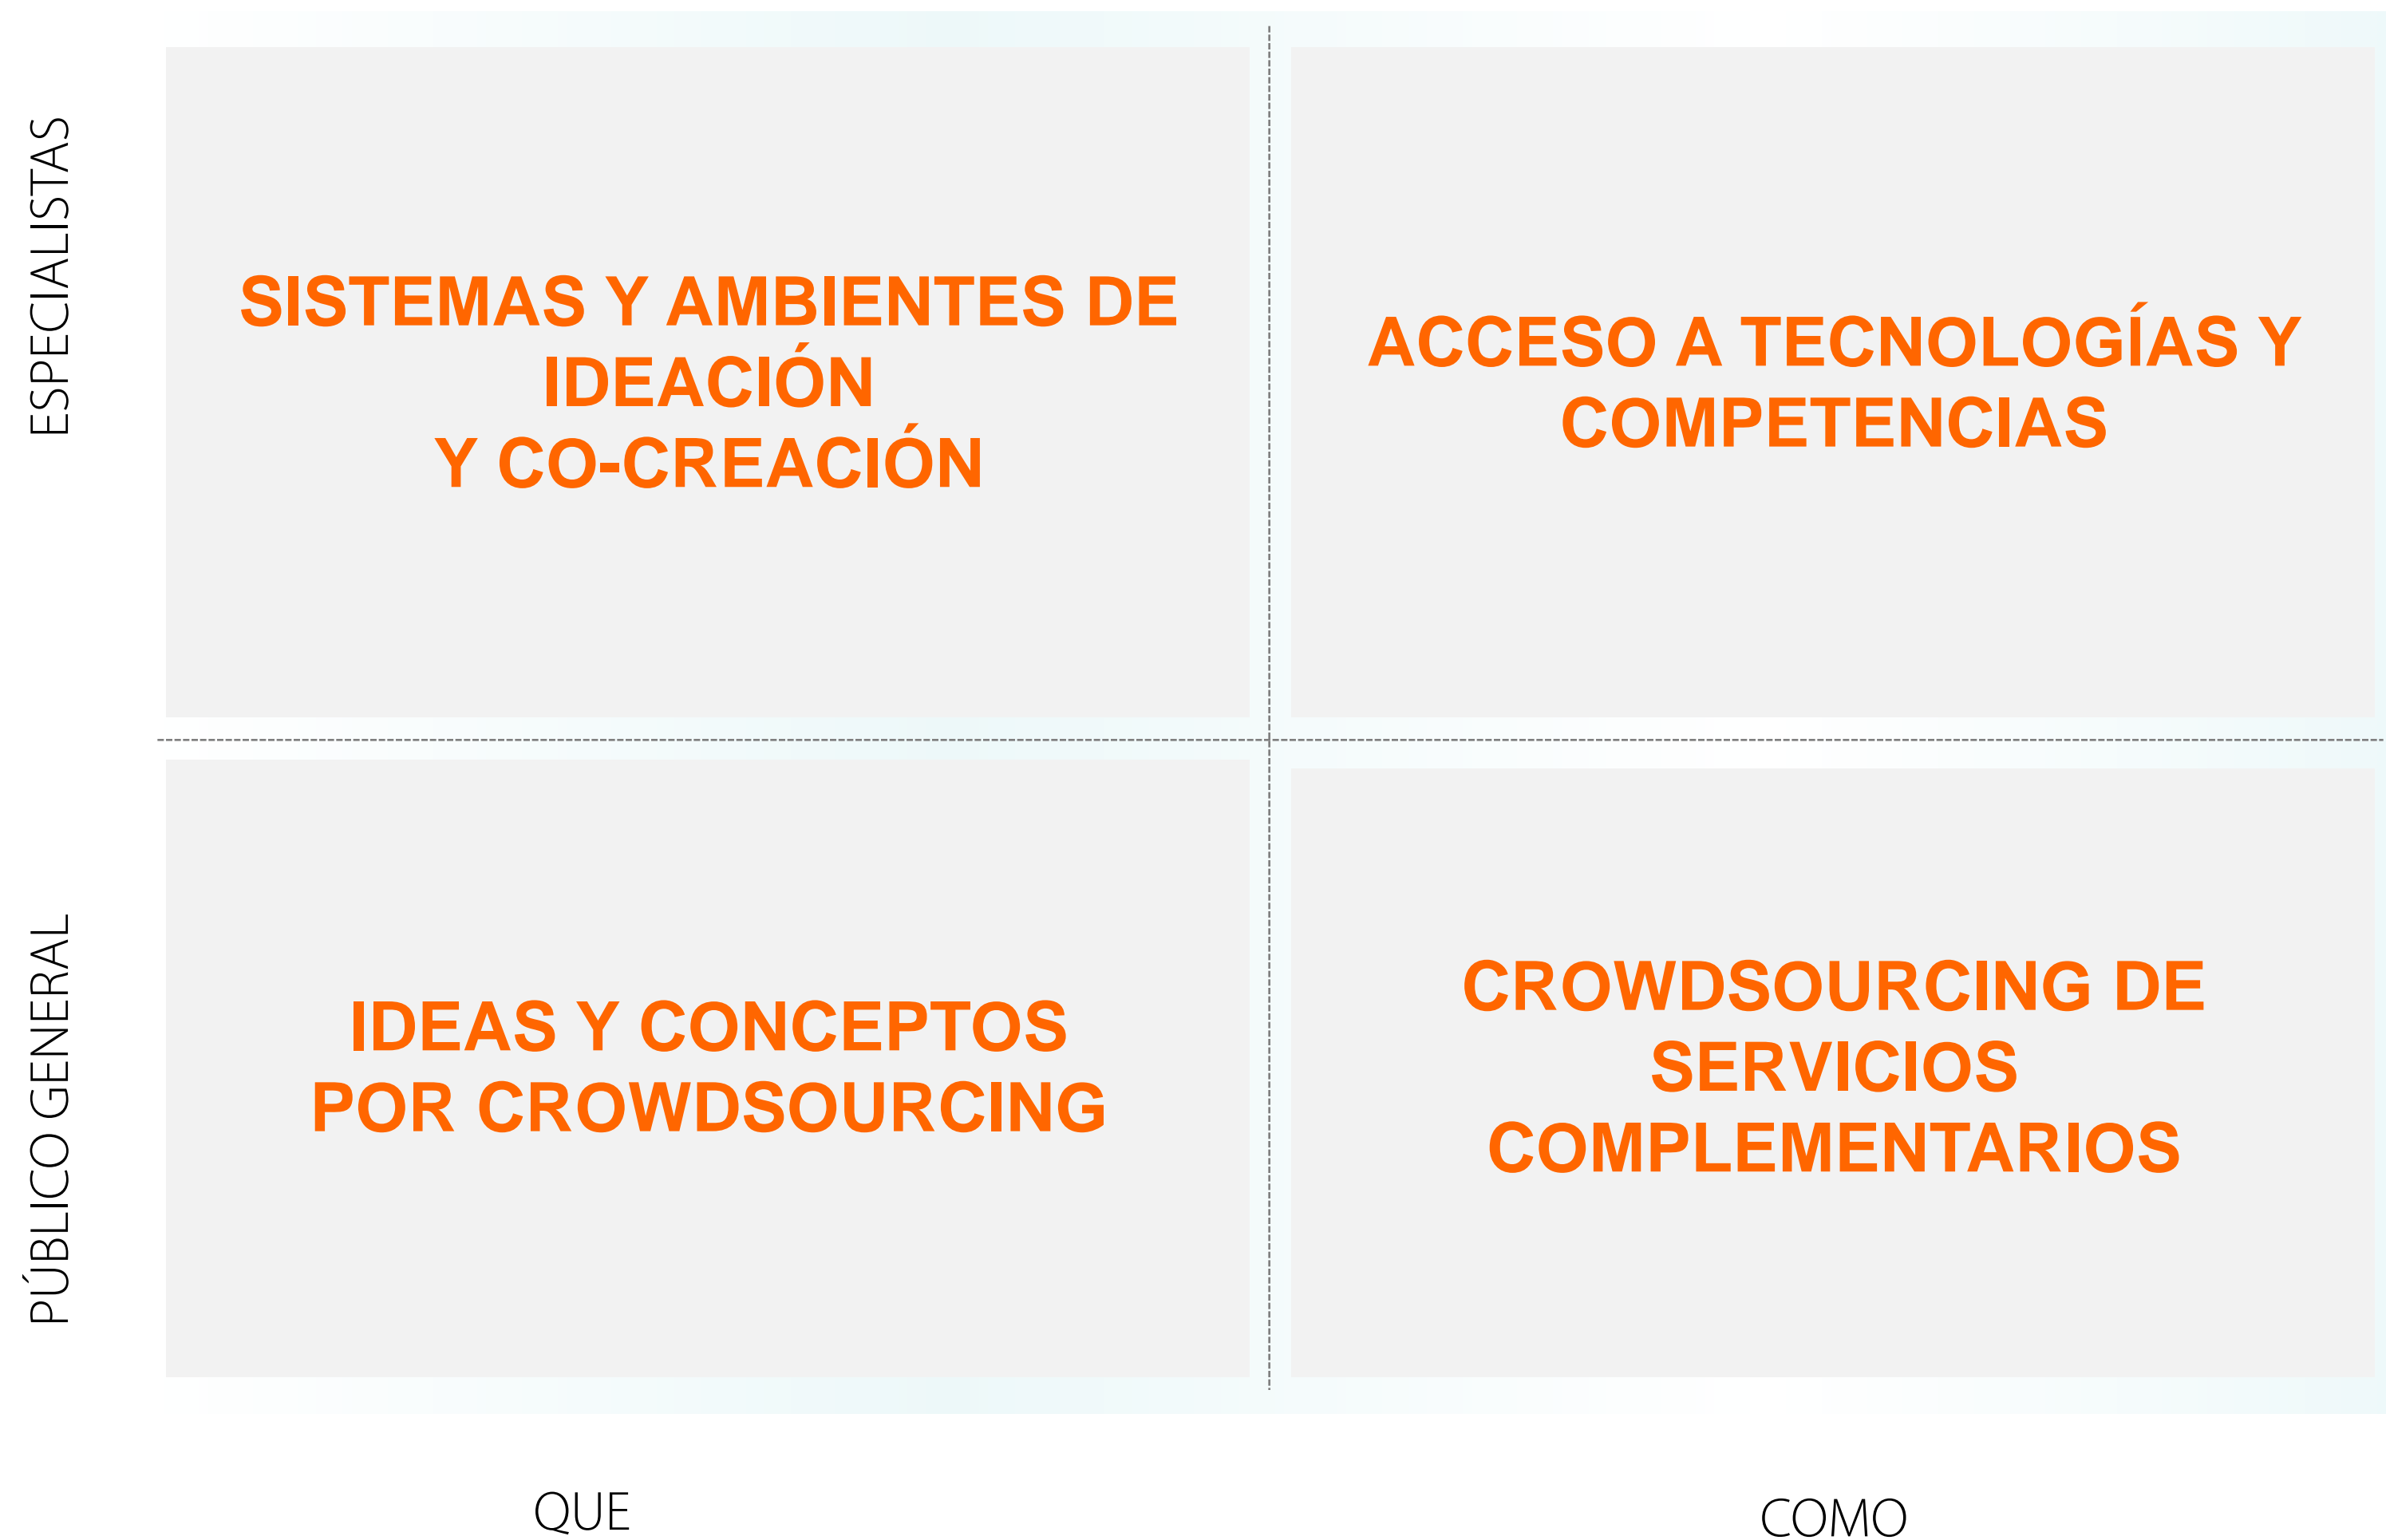 ESPECIALISTAS
SISTEMAS Y AMBIENTES DE
IDEACIÓN
Y CO-CREACIÓN
ACCESO A TECNOLOGÍAS Y
COMPETENCIAS
PÚBLICO GENERAL
IDEAS Y CONCEPTOS
POR CROWDSOURCING
CROWDSOURCING DE
SERVICIOS
COMPLEMENTARIOS
QUE
COMO